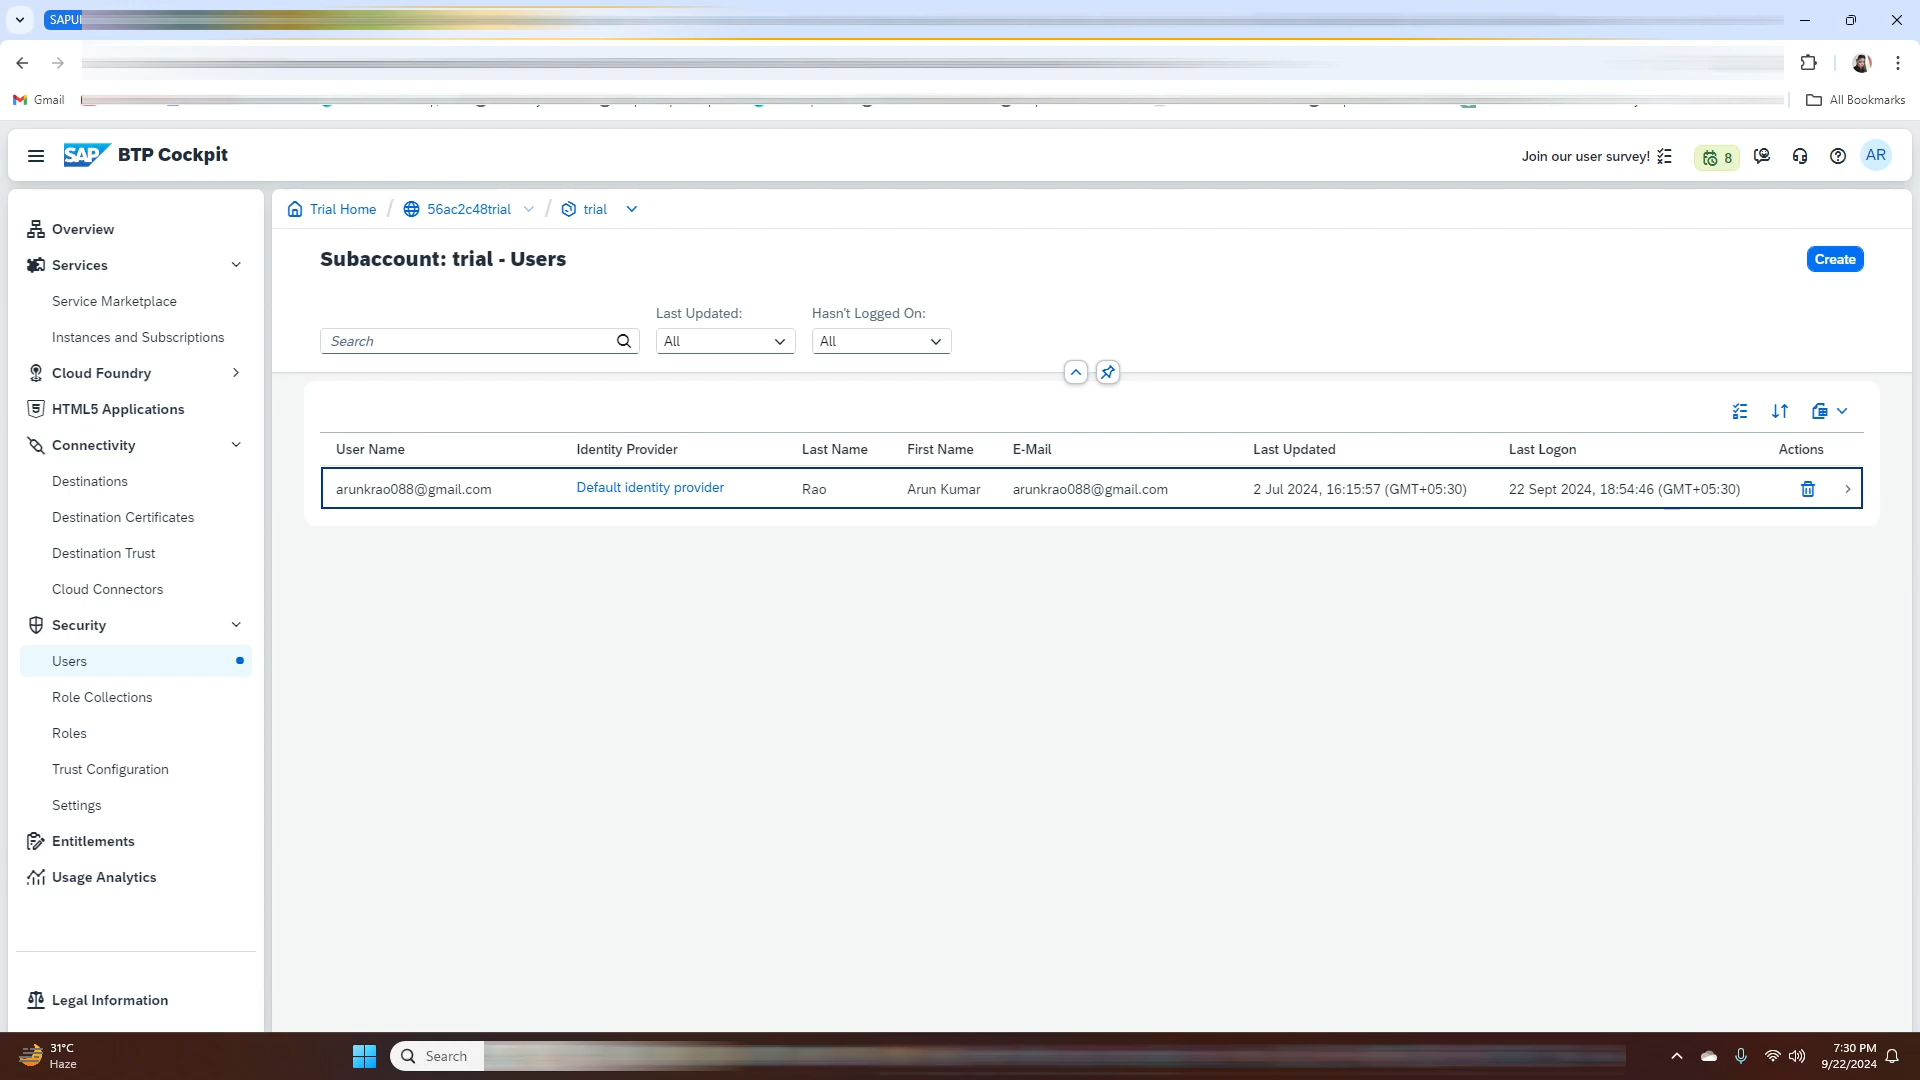 SAPUI
Gmail
All Bookmarks
SAP BTP Cockpit
Join our user survey!
8
AR
Overview
Services
Service Marketplace
Instances and Subscriptions
Cloud Foundry
HTML5 Applications
Connectivity
Destinations
Destination Certificates
Destination Trust
Cloud Connectors
Security
Users
Role Collections
Roles
Trust Configuration
Settings
Entitlements
Usage Analytics
Legal Information
Trial Home / 56ac2c48trial / trial
Subaccount: trial - Users
Create
Last Updated: Hasn't Logged On:
Search All All
User Name Identity Provider Last Name First Name E-Mail Last Updated Last Logon Actions
arunkrao088@gmail.com Default identity provider Rao Arun Kumar arunkrao088@gmail.com 2 Jul 2024, 16:15:57 (GMT+05:30) 22 Sept 2024, 18:54:46 (GMT+05:30)
31°C
Haze
Search
7:30 PM
9/22/2024